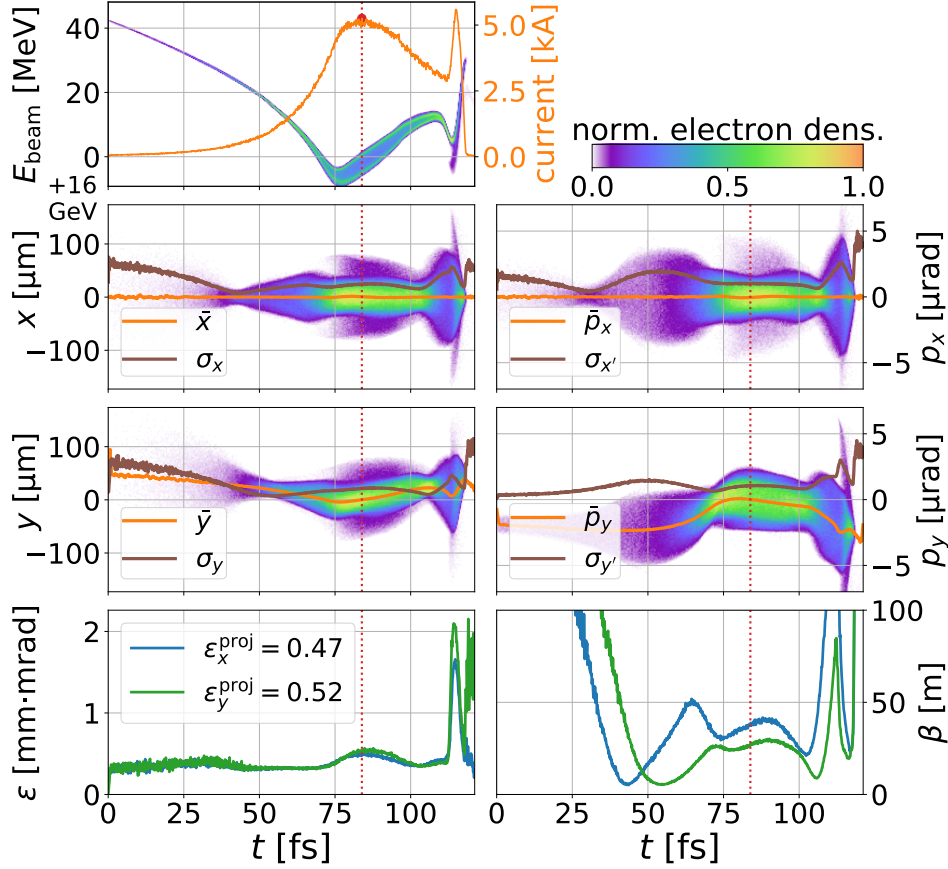 E_beam [MeV]
40
20
0
+16
GeV
5.0
2.5
0.0
current [kA]
norm. electron dens.
0.0 0.5 1.0
x [µm]
100
0
−100
x̄
σ_x
p̄_x
σ_x′
5
0
−5
p_x [µrad]
y [µm]
100
0
−100
ȳ
σ_y
p̄_y
σ_y′
5
0
−5
p_y [µrad]
ε [mm·mrad]
2
1
0
ε_x^proj = 0.47
ε_y^proj = 0.52
100
50
0
β [m]
0 25 50 75 100
t [fs]
0 25 50 75 100
t [fs]